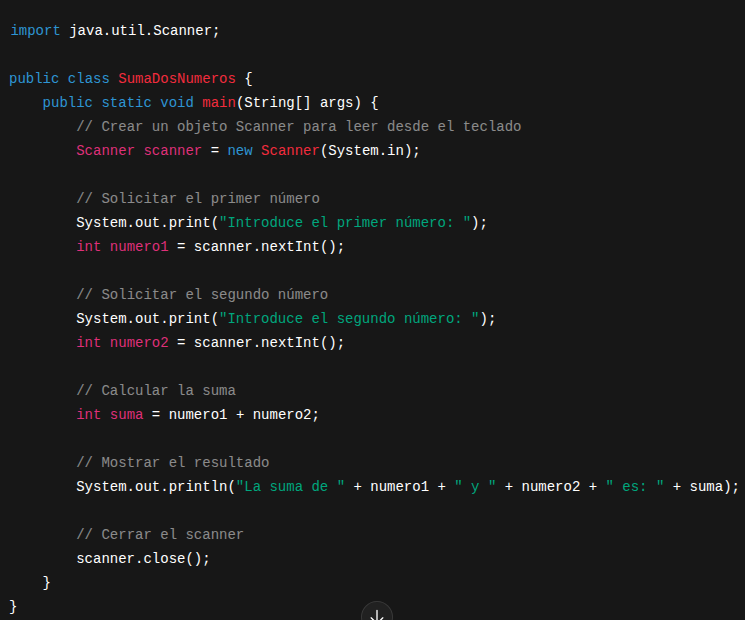 import java.util.Scanner;

public class SumaDosNumeros {
    public static void main(String[] args) {
        // Crear un objeto Scanner para leer desde el teclado
        Scanner scanner = new Scanner(System.in);

        // Solicitar el primer número
        System.out.print("Introduce el primer número: ");
        int numero1 = scanner.nextInt();

        // Solicitar el segundo número
        System.out.print("Introduce el segundo número: ");
        int numero2 = scanner.nextInt();

        // Calcular la suma
        int suma = numero1 + numero2;

        // Mostrar el resultado
        System.out.println("La suma de " + numero1 + " y " + numero2 + " es: " + suma);

        // Cerrar el scanner
        scanner.close();
    }
}